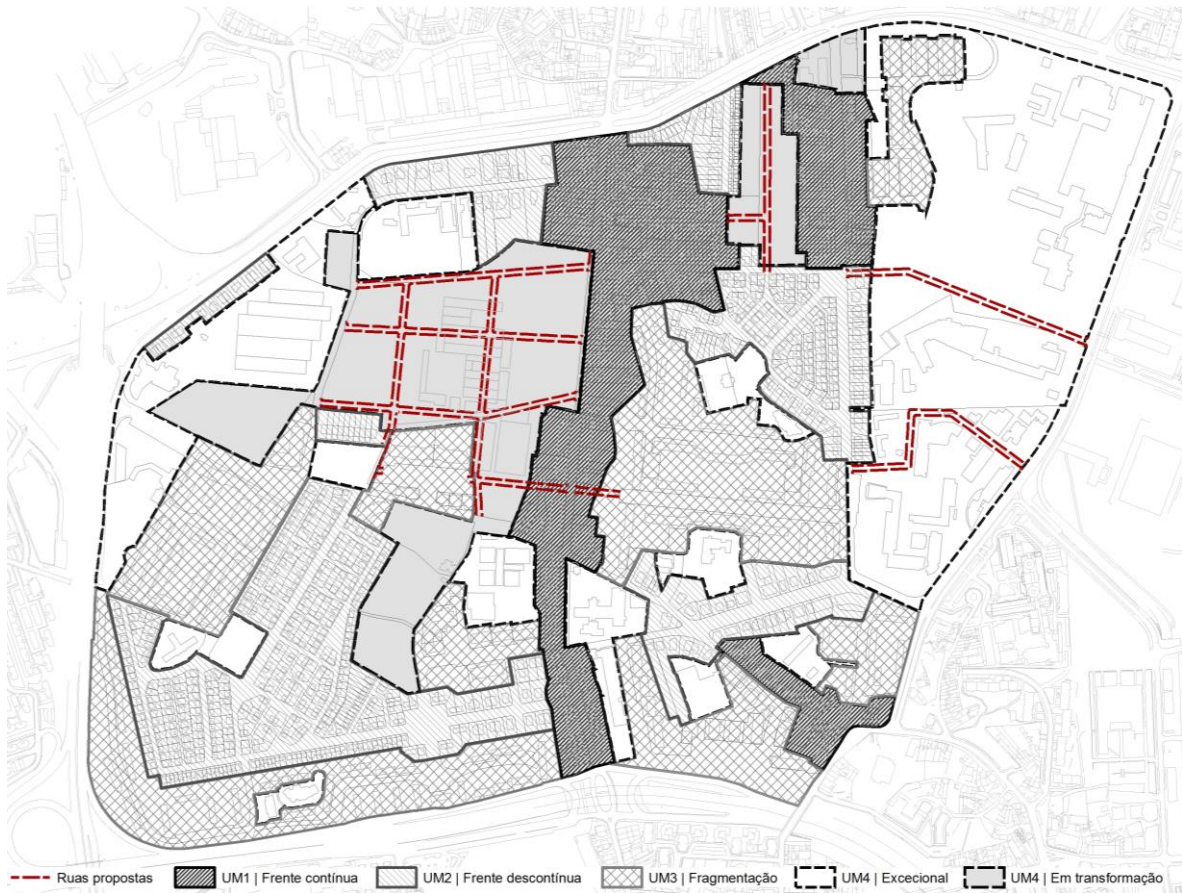 Ruas propostas UM1 | Frente contínua UM2 | Frente descontínua UM3 | Fragmentação UM4 | Excecional UM4 | Em transformação